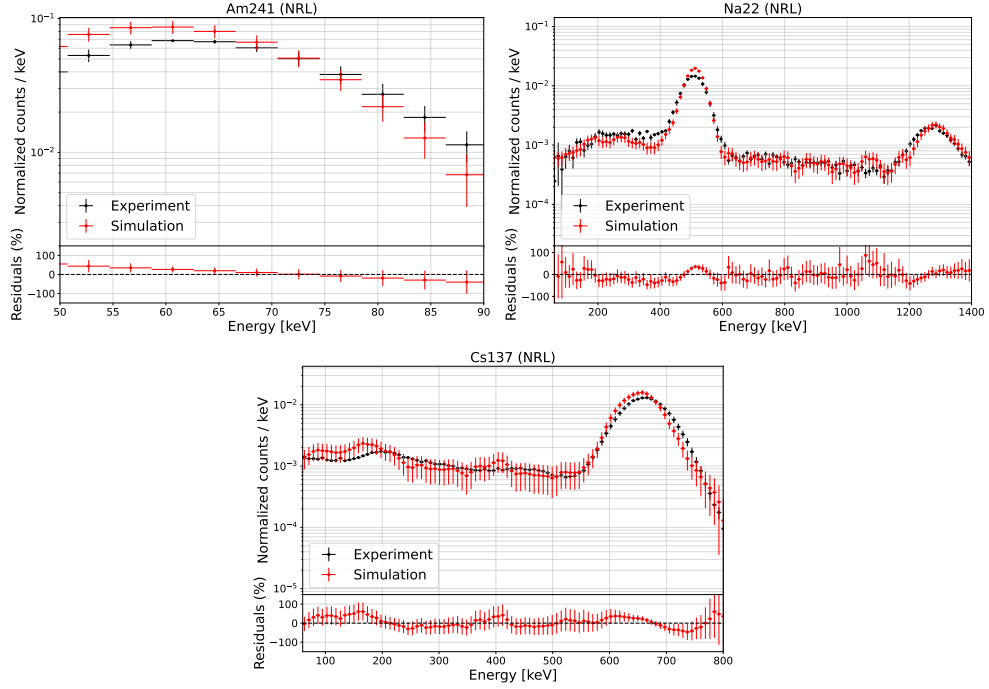 Am241 (NRL)
Normalized counts / keV
10⁻¹
10⁻²
Experiment
Simulation
Residuals (%)
100
0
−100
50 55 60 65 70 75 80 85 90
Energy [keV]
Na22 (NRL)
Normalized counts / keV
10⁻¹
10⁻²
10⁻³
10⁻⁴
Experiment
Simulation
Residuals (%)
100
0
−100
200 400 600 800 1000 1200 1400
Energy [keV]
Cs137 (NRL)
Normalized counts / keV
10⁻²
10⁻³
10⁻⁴
10⁻⁵
Experiment
Simulation
Residuals (%)
100
0
−100
100 200 300 400 500 600 700 800
Energy [keV]